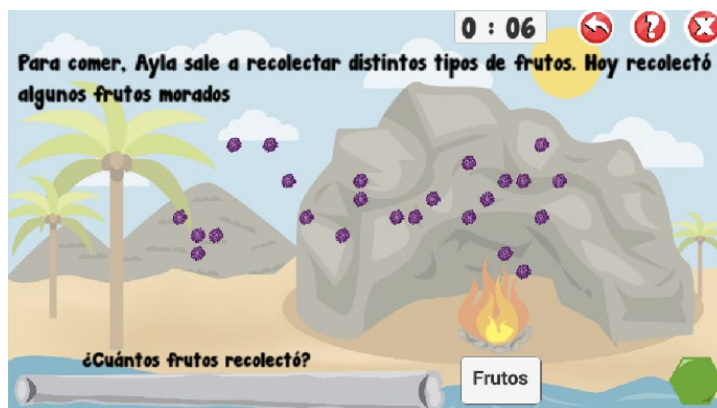 0 : 06
?
X
Para comer, Ayla sale a recolectar distintos tipos de frutos. Hoy recolectó
algunos frutos morados
¿Cuántos frutos recolectó?
Frutos